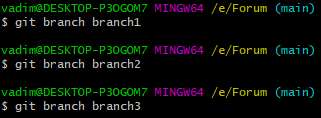 vadim@DESKTOP-P3OGOM7 MINGW64 /e/Forum (main)
$ git branch branch1
vadim@DESKTOP-P3OGOM7 MINGW64 /e/Forum (main)
$ git branch branch2
vadim@DESKTOP-P3OGOM7 MINGW64 /e/Forum (main)
$ git branch branch3